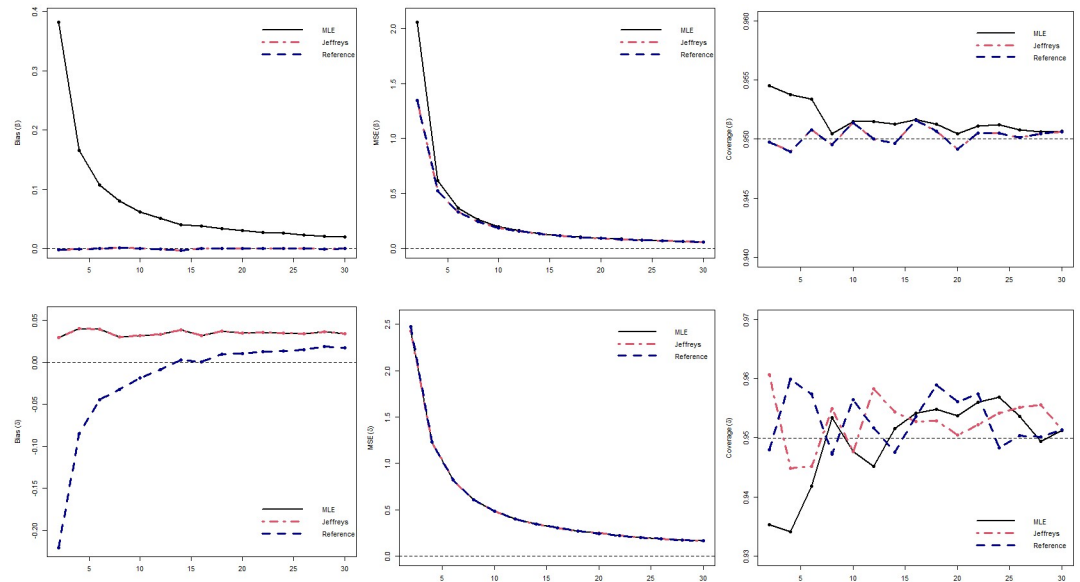 Bias (β)
0.4
0.3
0.2
0.1
0.0
MLE
Jeffreys
Reference
5 10 15 20 25 30
MSE (β)
2.0
1.5
1.0
0.5
0.0
MLE
Jeffreys
Reference
5 10 15 20 25 30
Coverage (β)
0.960
0.955
0.950
0.945
0.940
MLE
Jeffreys
Reference
5 10 15 20 25 30
0.05
0.00
-0.05
-0.10
-0.15
-0.20
MLE
Jeffreys
Reference
5 10 15 20 25 30
2.5
2.0
1.5
1.0
0.5
0.0
MLE
Jeffreys
Reference
5 10 15 20 25 30
0.97
0.96
0.95
0.94
0.93
MLE
Jeffreys
Reference
5 10 15 20 25 30